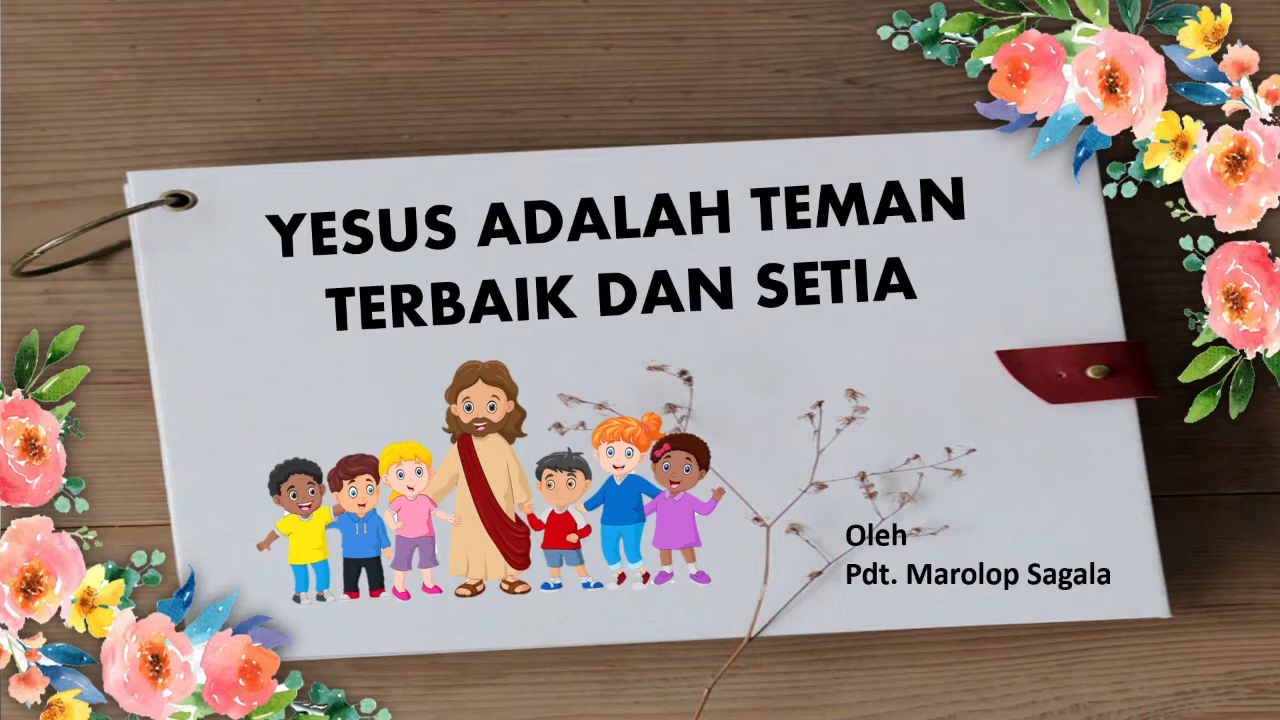 YESUS ADALAH TEMAN
TERBAIK DAN SETIA
Oleh
Pdt. Marolop Sagala